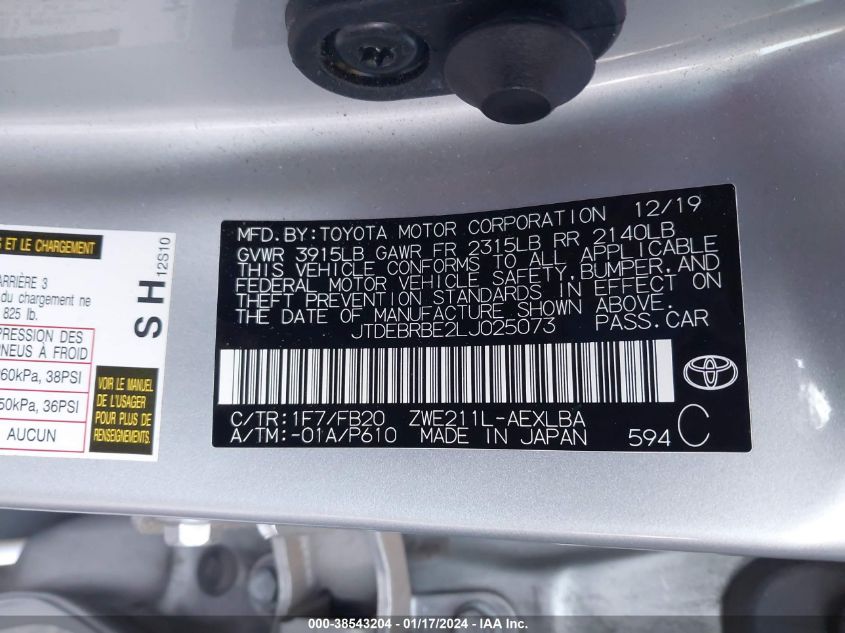 MFD.BY:TOYOTA MOTOR CORPORATION 12/19
GVWR 3915LB GAWR FR 2315LB RR 2140LB
THIS VEHICLE CONFORMS TO ALL APPLICABLE
FEDERAL MOTOR VEHICLE SAFETY,BUMPER,AND
THEFT PREVENTION STANDARDS IN EFFECT ON
THE DATE OF MANUFACTURE SHOWN ABOVE.
JTDEBRBE2LJ025073 PASS.CAR
C/TR:1F7/FB20 ZWE211L-AEXLBA
A/TM:-01A/P610 MADE IN JAPAN 594 C
S ET LE CHARGEMENT
ARRIÈRE 3
du chargement ne
825 lb.
PRESSION DES
PNEUS À FROID
260kPa, 38PSI
250kPa, 36PSI
AUCUN
VOIR LE MANUEL
DE L'USAGER
POUR PLUS DE
RENSEIGNEMENTS.
SH
12S10
000-38543204 - 01/17/2024 - IAAI, Inc.